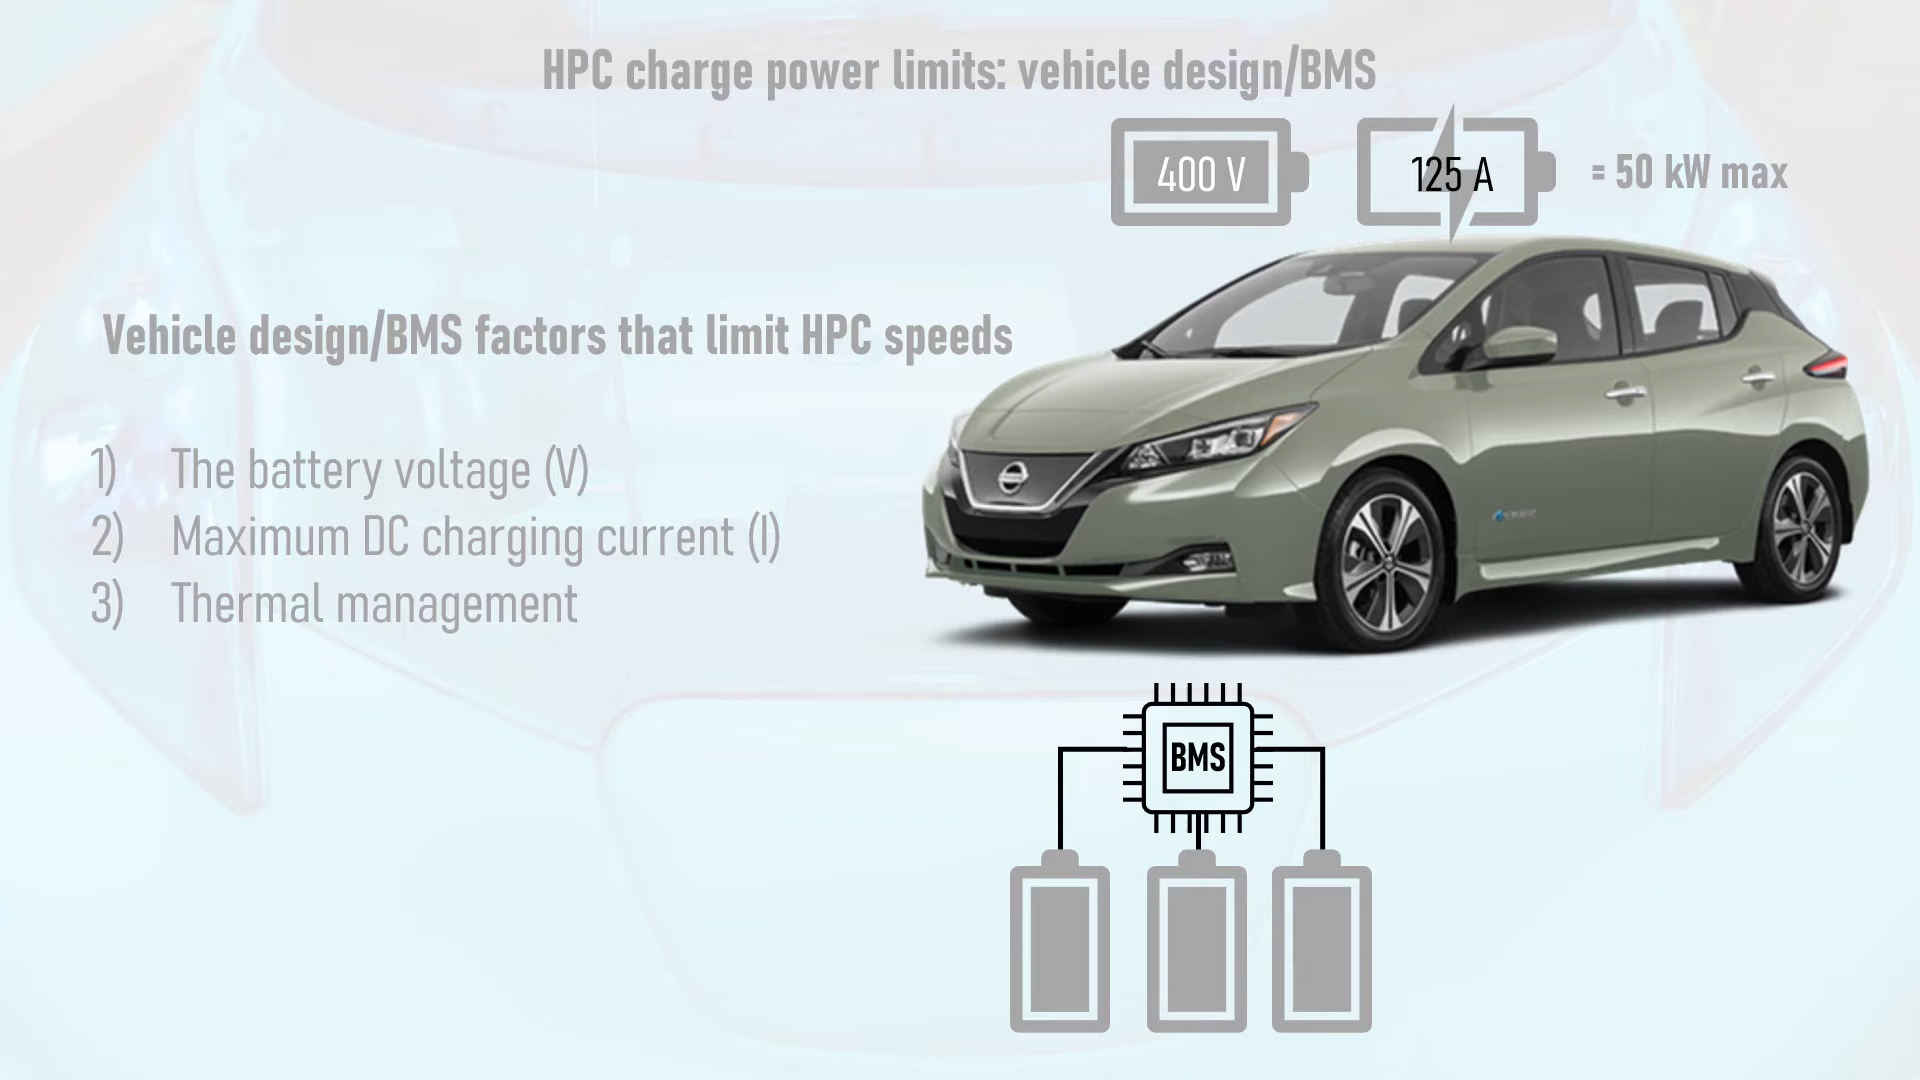 HPC charge power limits: vehicle design/BMS
400 V
125 A
= 50 kW max
Vehicle design/BMS factors that limit HPC speeds
1) The battery voltage (V)
2) Maximum DC charging current (I)
3) Thermal management
BMS